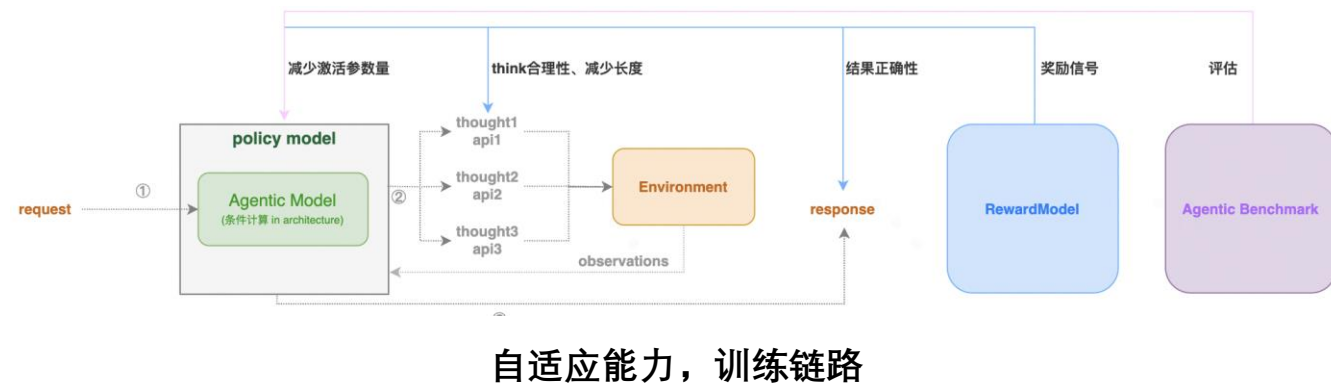 减少激活参数量
think合理性、减少长度
结果正确性
奖励信号
评估
policy model
Agentic Model
(条件计算 in architecture)
request
①
②
thought1
api1
thought2
api2
thought3
api3
Environment
observations
response
RewardModel
Agentic Benchmark
自适应能力，训练链路